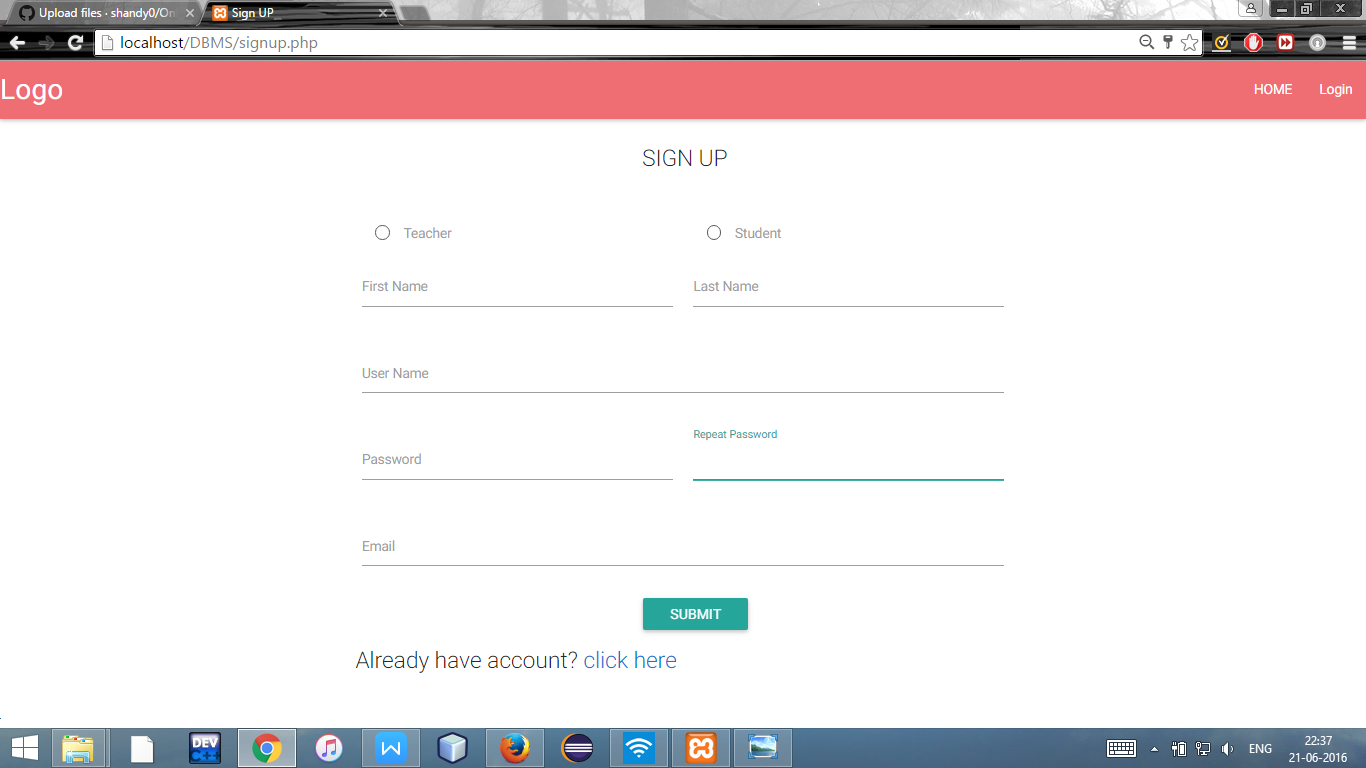 Upload files · shandy0/On
Sign UP
localhost/DBMS/signup.php
Logo
HOME
Login
SIGN UP
Teacher
Student
First Name
Last Name
User Name
Repeat Password
Password
Email
SUBMIT
Already have account? click here
DEV
C++
ENG
22:37
21-06-2016